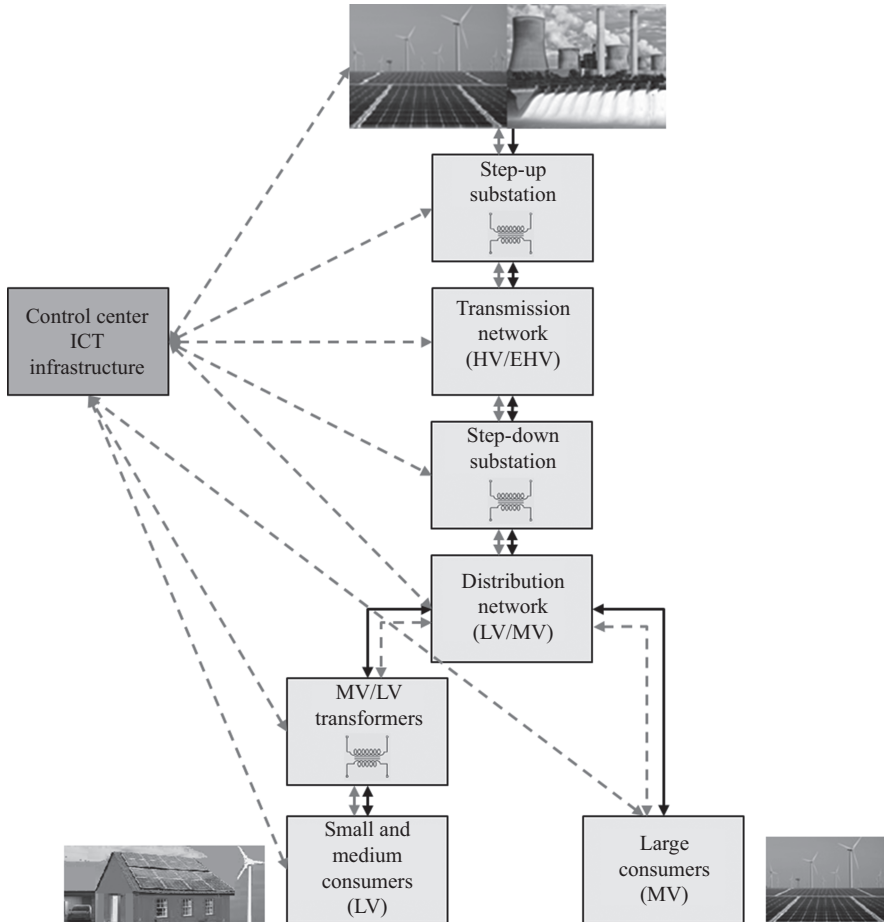 Step-up
substation
Control center
ICT
infrastructure
Transmission
network
(HV/EHV)
Step-down
substation
Distribution
network
(LV/MV)
MV/LV
transformers
Small and
medium
consumers
(LV)
Large
consumers
(MV)